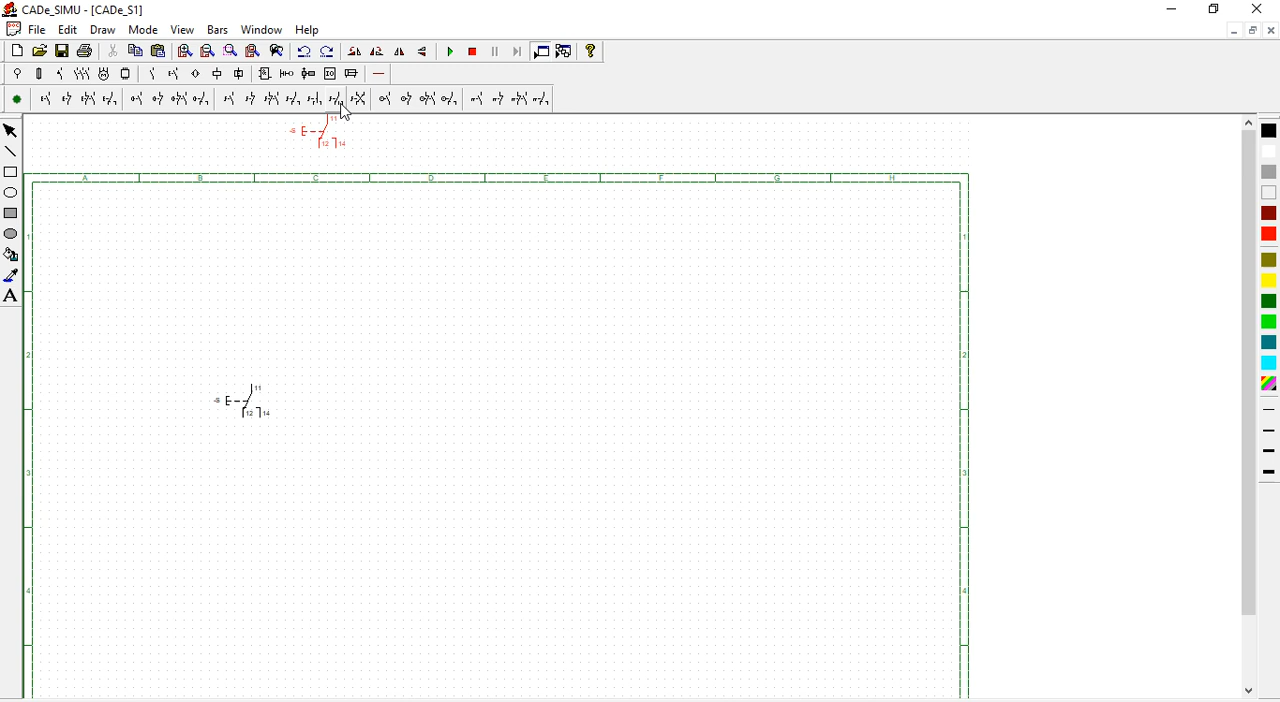 CADe_SIMU - [CADe_S1]
File Edit Draw Mode View Bars Window Help
-S 11
12 14
A B C D E F G H
1 1
2 2
-S 11
12 14
3 3
4 4
A